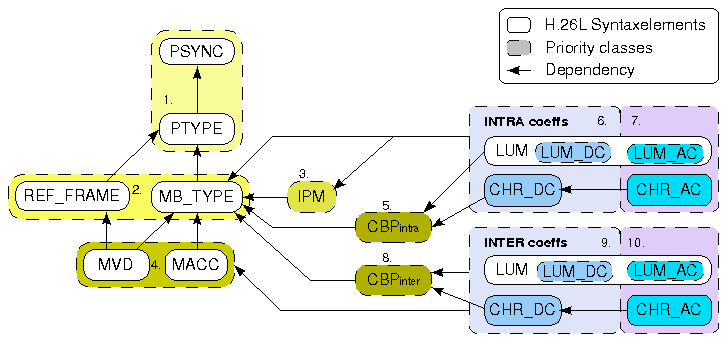 H.26L Syntaxelements
Priority classes
Dependency
PSYNC
1.
PTYPE
INTRA coeffs 6. 7.
LUM LUM_DC LUM_AC
CHR_DC CHR_AC
REF_FRAME 2. MB_TYPE
3.
IPM
5.
CBPintra
MVD 4. MACC
8.
CBPinter
INTER coeffs 9. 10.
LUM LUM_DC LUM_AC
CHR_DC CHR_AC